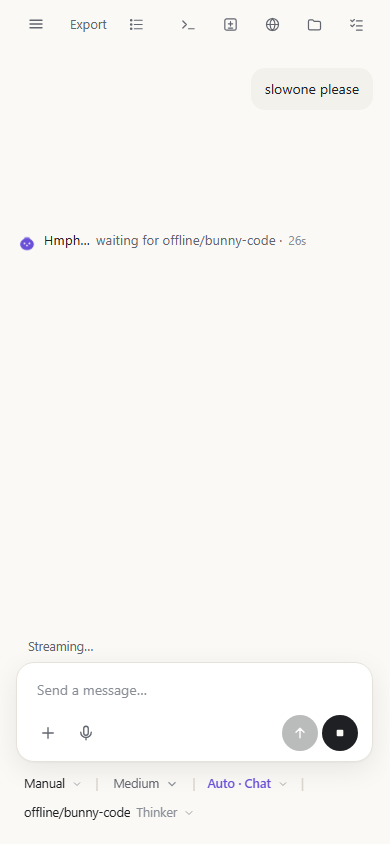 Export
slowone please
Hmph... waiting for offline/bunny-code · 26s
Streaming...
Send a message...
Manual | Medium | Auto · Chat |
offline/bunny-code Thinker